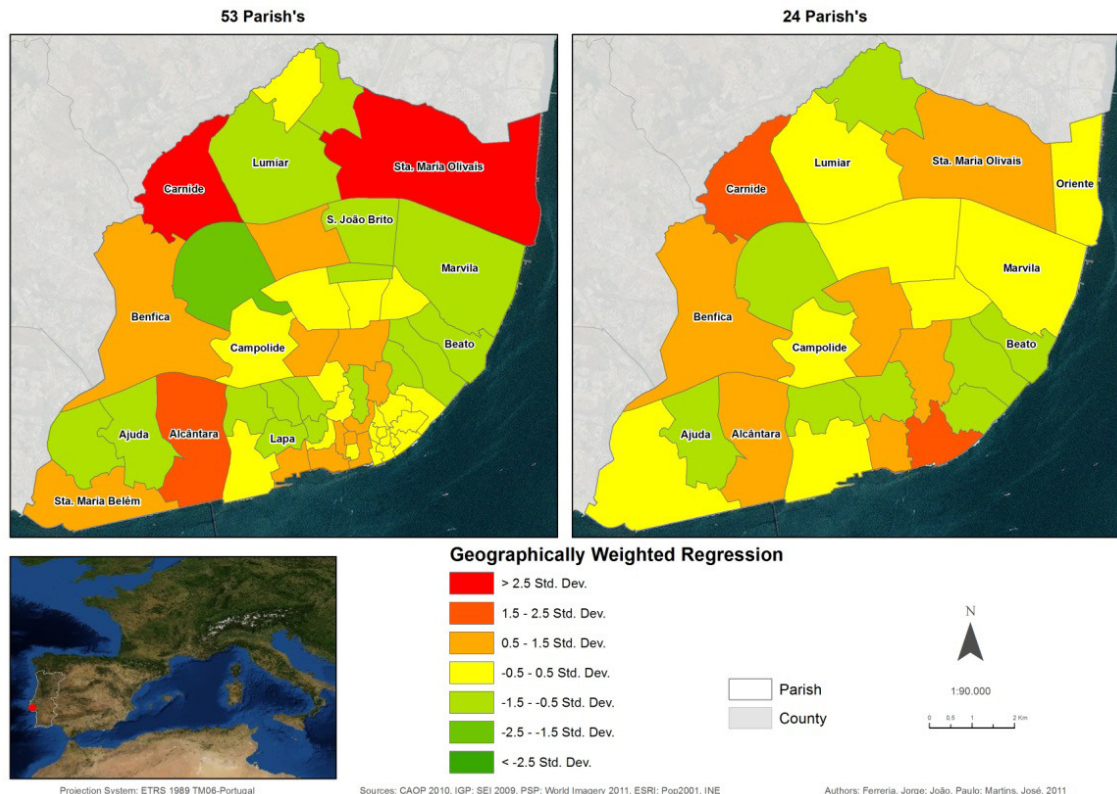 53 Parish's
24 Parish's
Lumiar
Carnide
Sta. Maria Olivais
S. João Brito
Marvila
Benfica
Campolide
Beato
Ajuda
Alcântara
Lapa
Sta. Maria Belém
Lumiar
Carnide
Sta. Maria Olivais
Oriente
Marvila
Benfica
Campolide
Beato
Ajuda
Alcântara
Geographically Weighted Regression
> 2.5 Std. Dev.
1.5 - 2.5 Std. Dev.
0.5 - 1.5 Std. Dev.
-0.5 - 0.5 Std. Dev.
-1.5 - -0.5 Std. Dev.
-2.5 - -1.5 Std. Dev.
< -2.5 Std. Dev.
Parish
County
N
1:90.000
0 0.5 1 2 Km
Projection System: ETRS 1989 TM06-Portugal
Sources: CAOP 2010, IGP; SEI 2009, PSP; World Imagery 2011, ESRI; Pop2001, INE
Authors: Ferreria, Jorge; João, Paulo; Martins, José, 2011